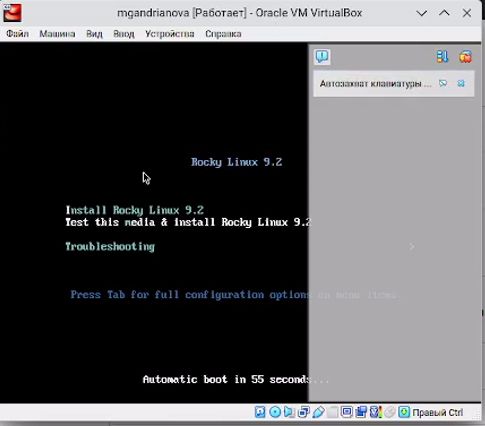 mgandrianova [Работает] - Oracle VM VirtualBox
Файл Машина Вид Ввод Устройства Справка
Автозахват клавиатуры ...
Rocky Linux 9.2
Install Rocky Linux 9.2
Test this media & install Rocky Linux 9.2
Troubleshooting
Press Tab for full configuration options on menu items.
Automatic boot in 55 seconds...
Правый Ctrl